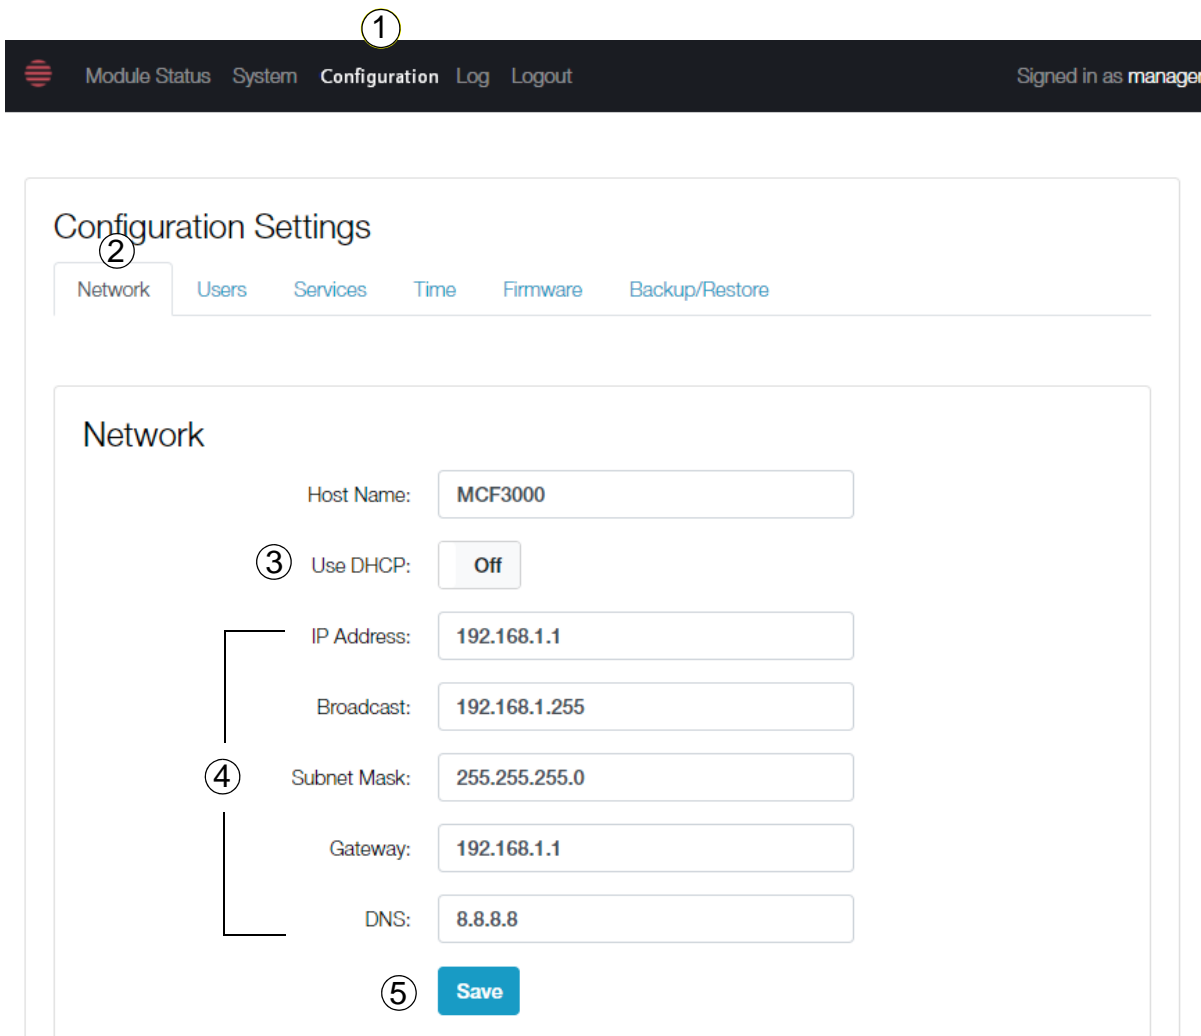 1
Module Status System Configuration Log Logout Signed in as manager
Configuration Settings
2
Network Users Services Time Firmware Backup/Restore
Network
Host Name: MCF3000
3 Use DHCP: Off
IP Address: 192.168.1.1
Broadcast: 192.168.1.255
4 Subnet Mask: 255.255.255.0
Gateway: 192.168.1.1
DNS: 8.8.8.8
5 Save